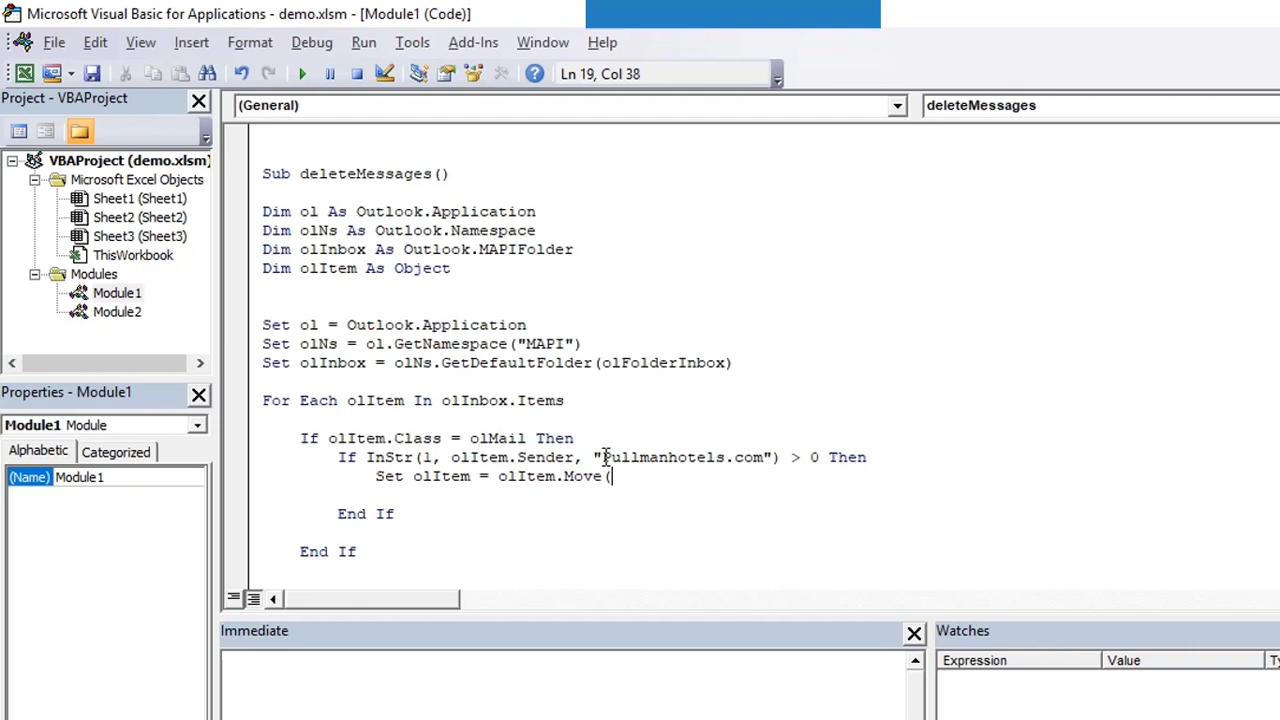 Microsoft Visual Basic for Applications - demo.xlsm - [Module1 (Code)]
File Edit View Insert Format Debug Run Tools Add-Ins Window Help
Ln 19, Col 38
Project - VBAProject
VBAProject (demo.xlsm)
Microsoft Excel Objects
Sheet1 (Sheet1)
Sheet2 (Sheet2)
Sheet3 (Sheet3)
ThisWorkbook
Modules
Module1
Module2
Properties - Module1
Module1 Module
Alphabetic Categorized
(Name) Module1
(General) deleteMessages
Sub deleteMessages()
Dim ol As Outlook.Application
Dim olNs As Outlook.Namespace
Dim olInbox As Outlook.MAPIFolder
Dim olItem As Object
Set ol = Outlook.Application
Set olNs = ol.GetNamespace("MAPI")
Set olInbox = olNs.GetDefaultFolder(olFolderInbox)
For Each olItem In olInbox.Items
If olItem.Class = olMail Then
If InStr(1, olItem.Sender, "Pullmanhotels.com") > 0 Then
Set olItem = olItem.Move(
End If
End If
Immediate
Watches
Expression Value Ty